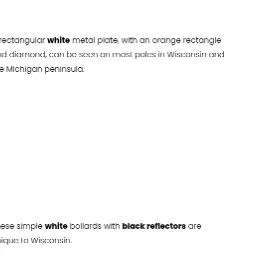 rectangular white metal plate, with an orange rectangle
nd diamond, can be seen on most poles in Wisconsin and
e Michigan peninsula.
ese simple white bollards with black reflectors are
ique to Wisconsin.